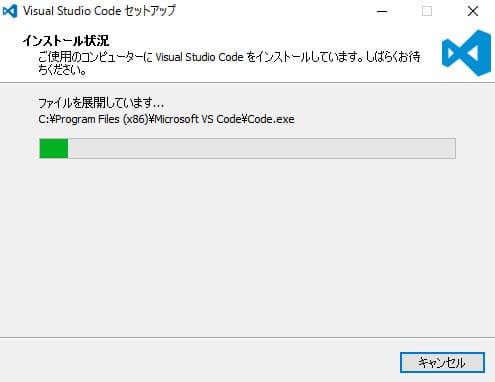 Visual Studio Code セットアップ
インストール状況
ご使用のコンピューターに Visual Studio Code をインストールしています。しばらくお待
ちください。
ファイルを展開しています...
C:¥Program Files (x86)¥Microsoft VS Code¥Code.exe
キャンセル